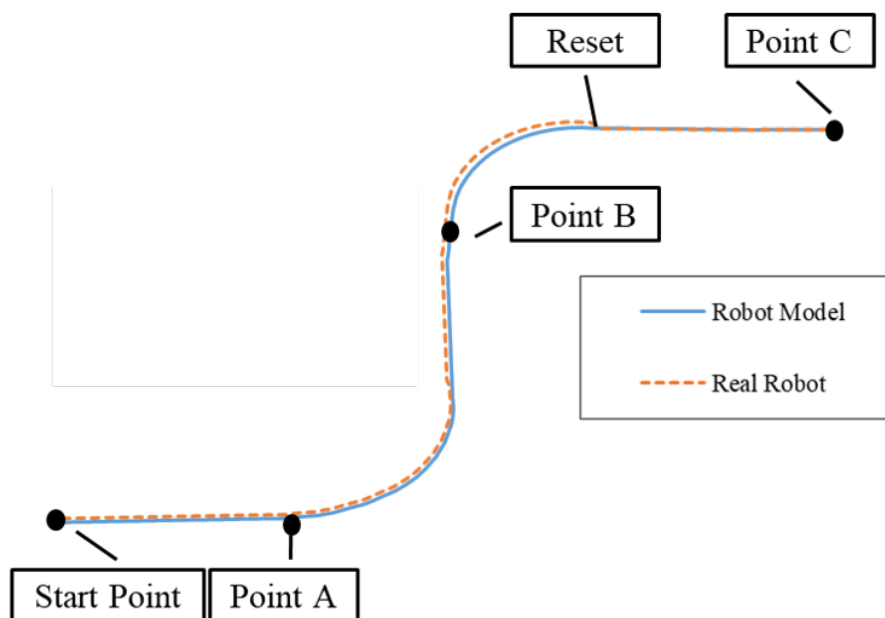 Reset
Point C
Point B
Robot Model
Real Robot
Start Point
Point A